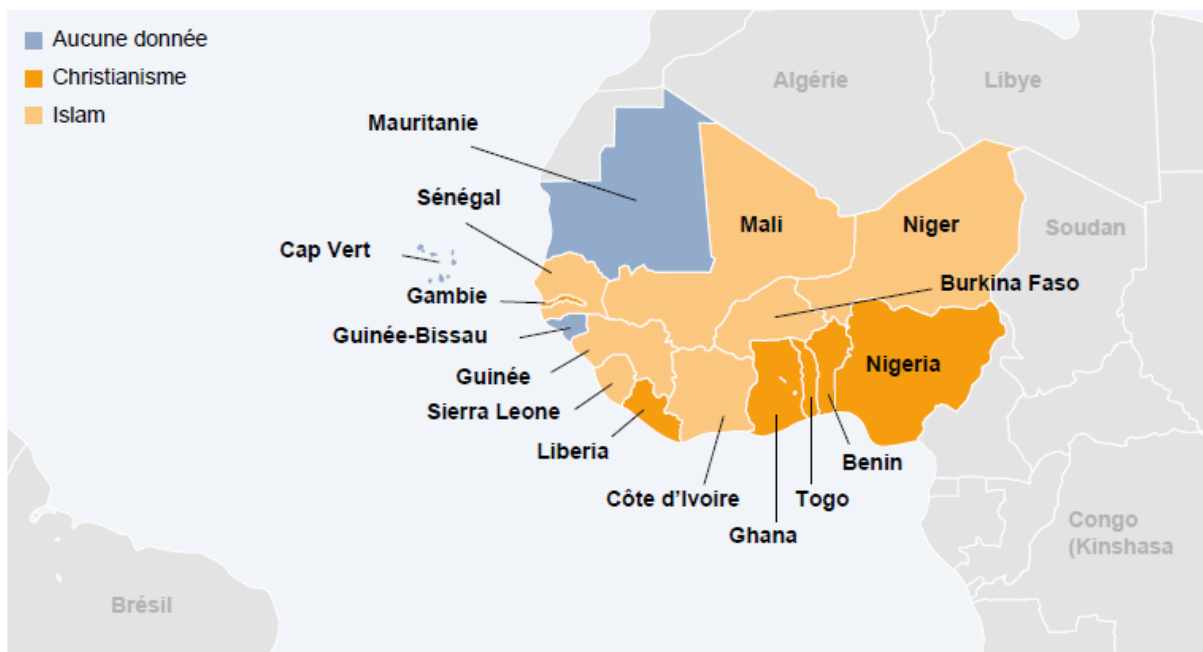 Aucune donnée
Christianisme
Islam
Algérie
Libye
Mauritanie
Sénégal
Mali
Niger
Soudan
Cap Vert
Burkina Faso
Gambie
Guinée-Bissau
Nigeria
Guinée
Sierra Leone
Liberia
Benin
Côte d'Ivoire
Togo
Ghana
Congo
(Kinshasa
Brésil